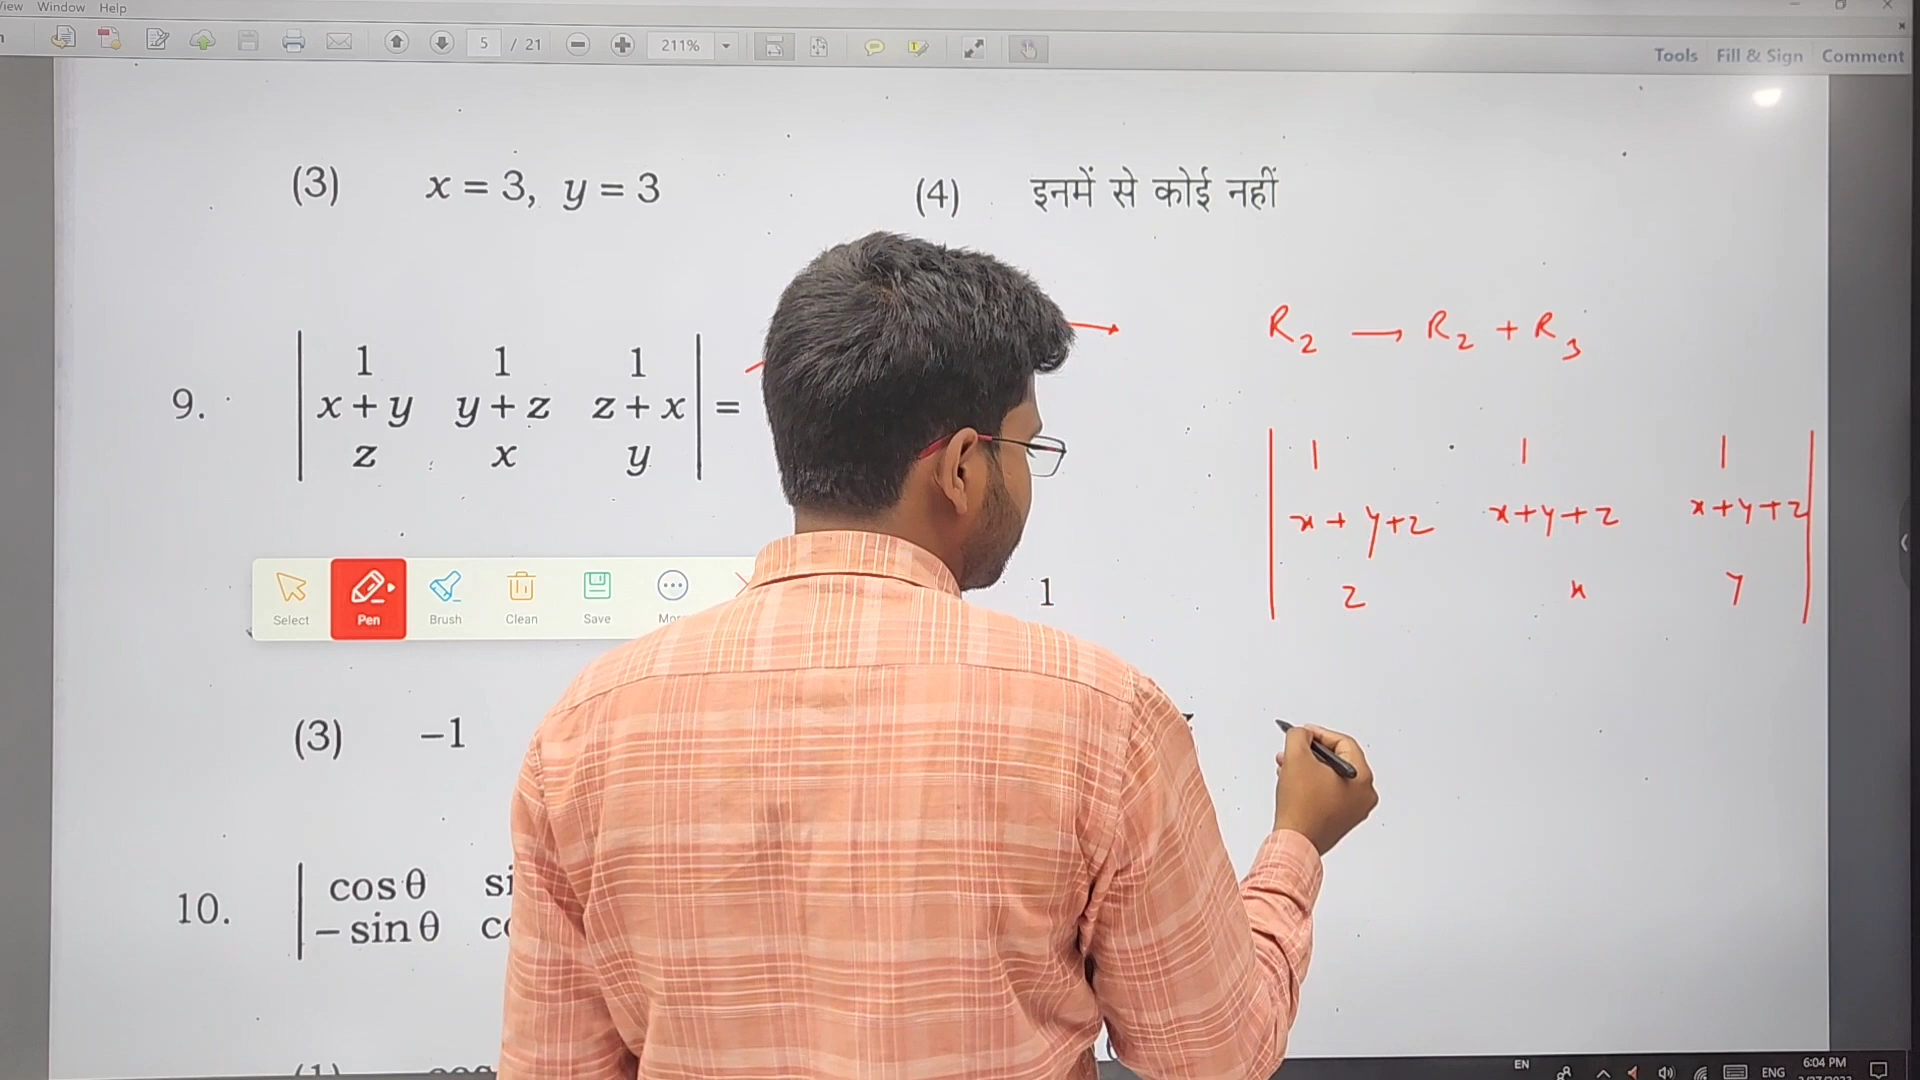 View Window Help
5 / 21
211%
Tools Fill & Sign Comment
(3) x = 3, y = 3 (4) इनमें से कोई नहीं
R2 → R2 + R3
9.
1 1 1
x + y y + z z + x =
z x y
1 1 1
x + y + z x + y + z x + y + z
z x y
1
Select Pen Brush Clean Save
(3) –1
10.
cos θ
– sin θ
EN ENG 6:04 PM